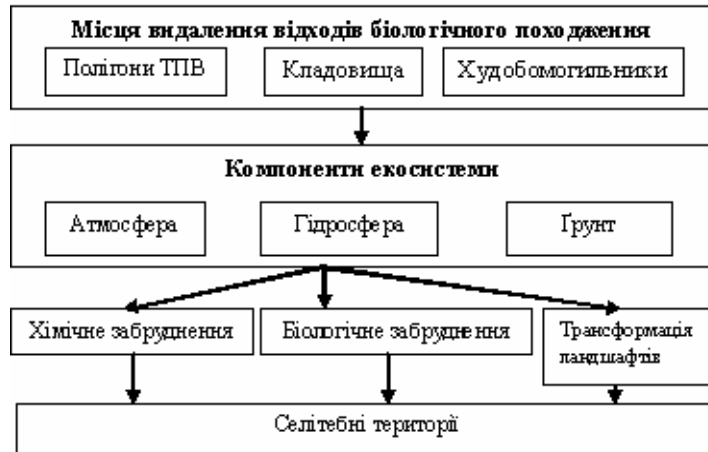 Місця видалення відходів біологічного походження
Полігони ТПВ
Кладовища
Худобомогильники
Компоненти екосистеми
Атмосфера
Гідросфера
Ґрунт
Хімічне забруднення
Біологічне забруднення
Трансформація
ландшафтів
Селітебні території